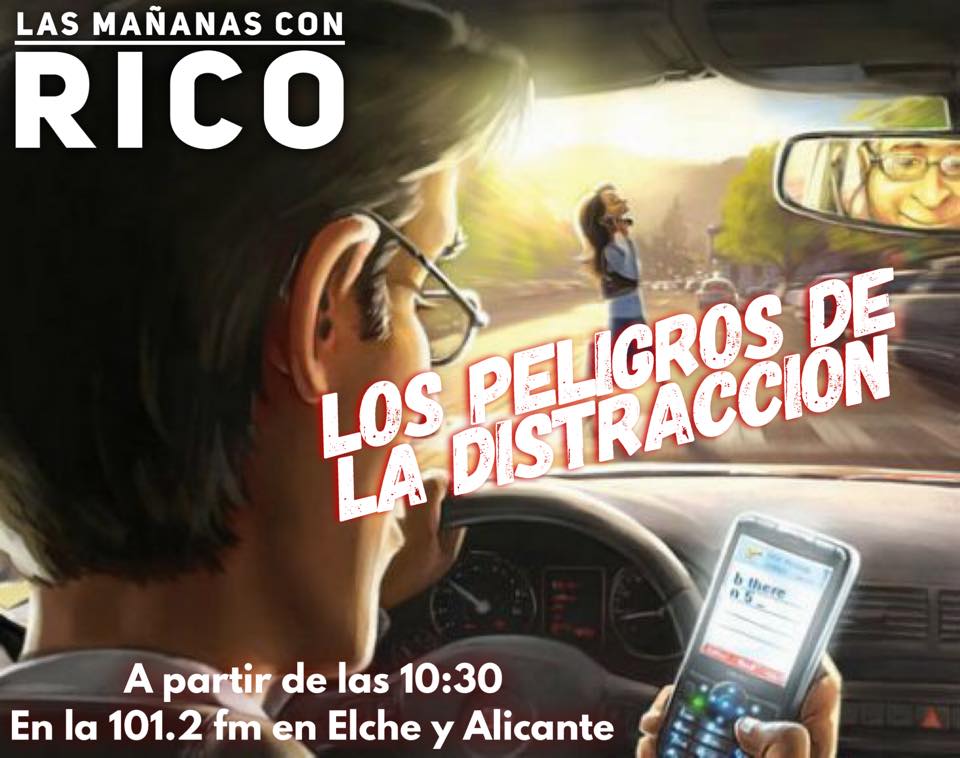 LAS MAÑANAS CON
RICO
LOS PELIGROS DE
LA DISTRACCION
b there
n 5
A partir de las 10:30
En la 101.2 fm en Elche y Alicante